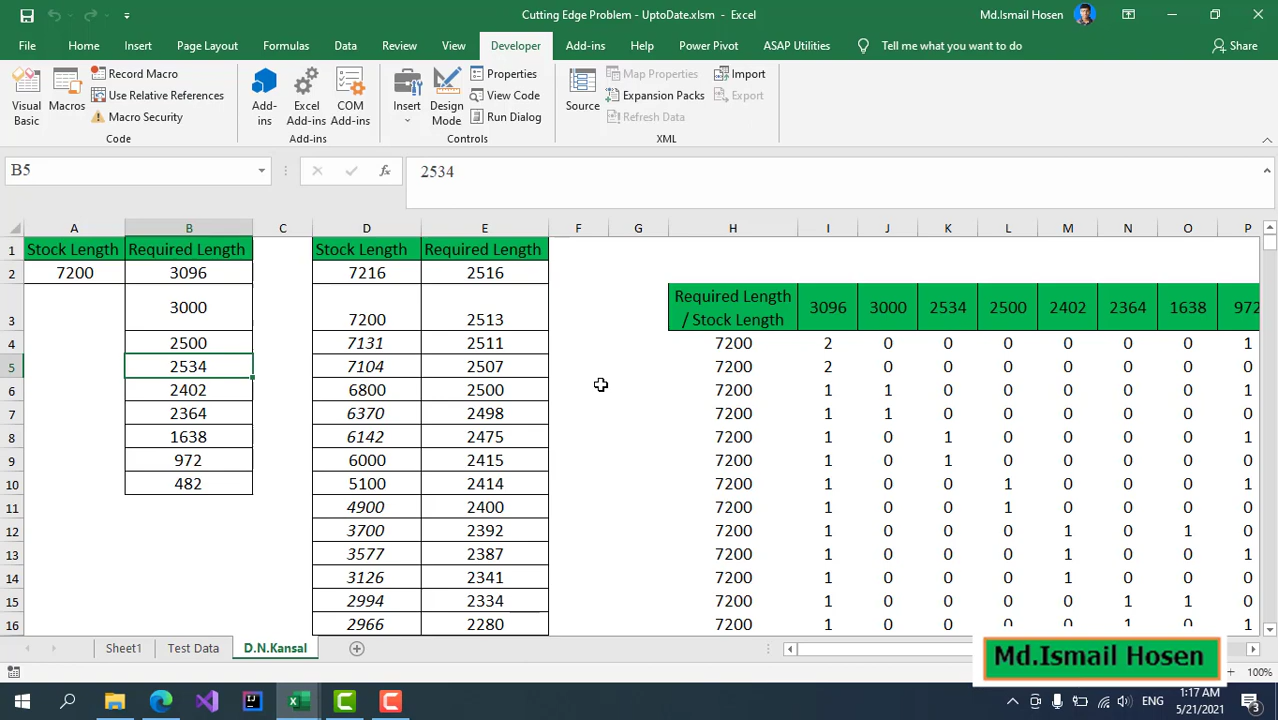 Cutting Edge Problem - UptoDate.xlsm - Excel
Md.Ismail Hosen
File Home Insert Page Layout Formulas Data Review View Developer Add-ins Help Power Pivot ASAP Utilities Tell me what you want to do Share
Visual Basic
Macros
Record Macro
Use Relative References
Macro Security
Code
Add-ins
Excel Add-ins
COM Add-ins
Add-ins
Insert
Design Mode
Properties
View Code
Run Dialog
Controls
Source
Map Properties
Expansion Packs
Refresh Data
Import
Export
XML
B5 fx 2534
A B C D E F G H I J K L M N O P
1 Stock Length Required Length Stock Length Required Length
2 7200 3096 7216 2516
3 3000 7200 2513 Required Length / Stock Length 3096 3000 2534 2500 2402 2364 1638 972
4 2500 7131 2511 7200 2 0 0 0 0 0 0 1
5 2534 7104 2507 7200 2 0 0 0 0 0 0 0
6 2402 6800 2500 7200 1 1 0 0 0 0 0 1
7 2364 6370 2498 7200 1 1 0 0 0 0 0 0
8 1638 6142 2475 7200 1 0 1 0 0 0 0 1
9 972 6000 2415 7200 1 0 1 0 0 0 0 0
10 482 5100 2414 7200 1 0 0 1 0 0 0 1
11 4900 2400 7200 1 0 0 1 0 0 0 0
12 3700 2392 7200 1 0 0 0 1 0 1 0
13 3577 2387 7200 1 0 0 0 1 0 0 1
14 3126 2341 7200 1 0 0 0 1 0 0 0
15 2994 2334 7200 1 0 0 0 0 1 1 0
16 2966 2280 7200 1 0 0 0 0 1 0 1
Sheet1 Test Data D.N.Kansal
Md.Ismail Hosen
100%
ENG
1:17 AM
5/21/2021
3